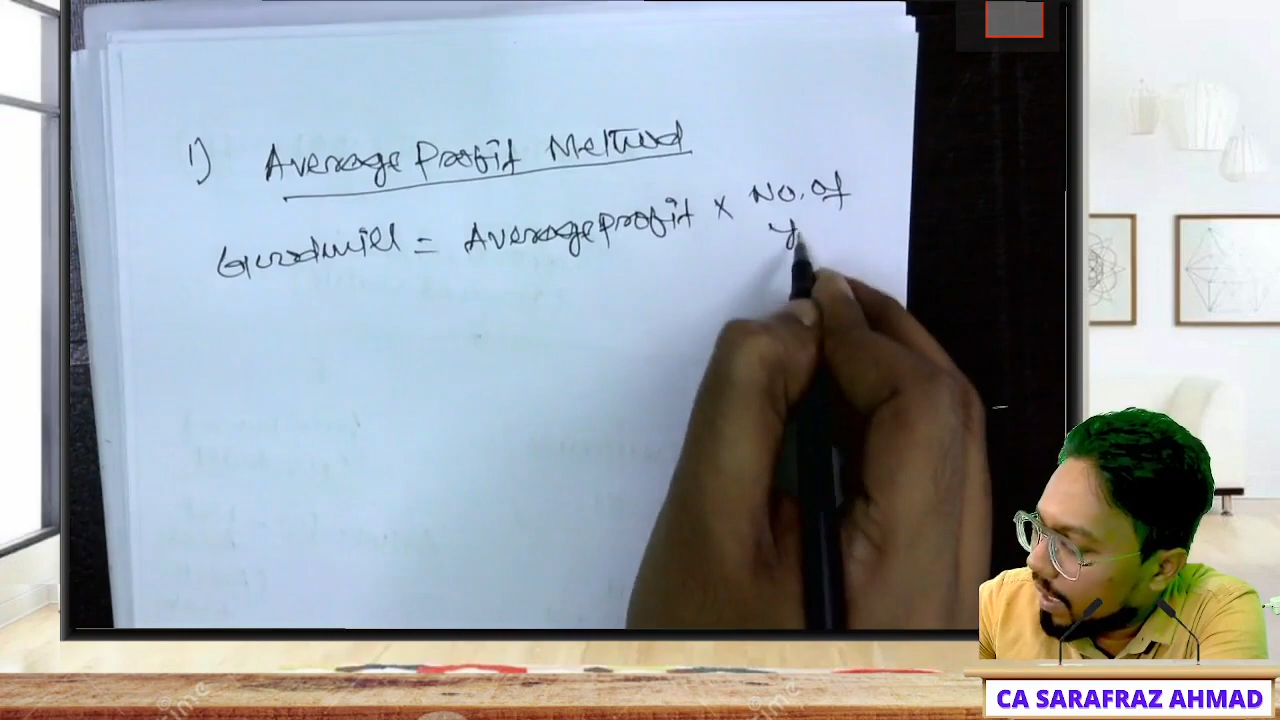 1) Average Profit Method
Goodwill = Average profit × No. of
y
CA SARAFRAZ AHMAD